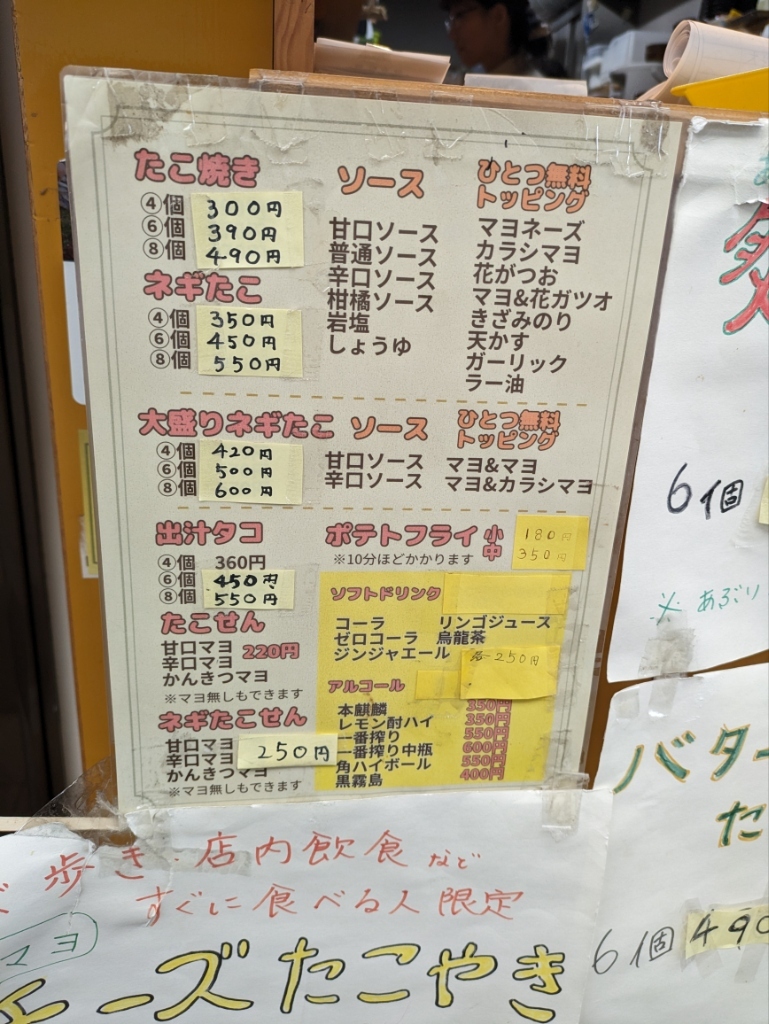 たこ焼き
④個 300円
⑥個 390円
⑧個 490円
ネギたこ
④個 350円
⑥個 450円
⑧個 550円
ソース
甘口ソース
普通ソース
辛口ソース
柑橘ソース
岩塩
しょうゆ
ひとつ無料
トッピング
マヨネーズ
カラシマヨ
花がつお
マヨ&花ガツオ
きざみのり
天かす
ガーリック
ラー油
大盛りネギたこ
④個 420円
⑥個 500円
⑧個 600円
ソース
甘口ソース
辛口ソース
ひとつ無料
トッピング
マヨ&マヨ
マヨ&カラシマヨ
出汁タコ
④個 360円
⑥個 450円
⑧個 550円
たこせん
甘口マヨ
辛口マヨ 220円
かんきつマヨ
※マヨ無しもできます
ネギたこせん
甘口マヨ
辛口マヨ 250円
かんきつマヨ
※マヨ無しもできます
ポテトフライ 小 180円
中 350円
※10分ほどかかります
ソフトドリンク
コーラ リンゴジュース
ゼロコーラ 烏龍茶
ジンジャエール 250円
アルコール
本麒麟 350円
レモン酎ハイ 350円
一番搾り 550円
一番搾り中瓶 600円
角ハイボール 550円
黒霧島 400円
6個
※あぶり
バター
た
6個 490
歩き・店内飲食など
すぐに食べる人限定
マヨ
チーズたこやき